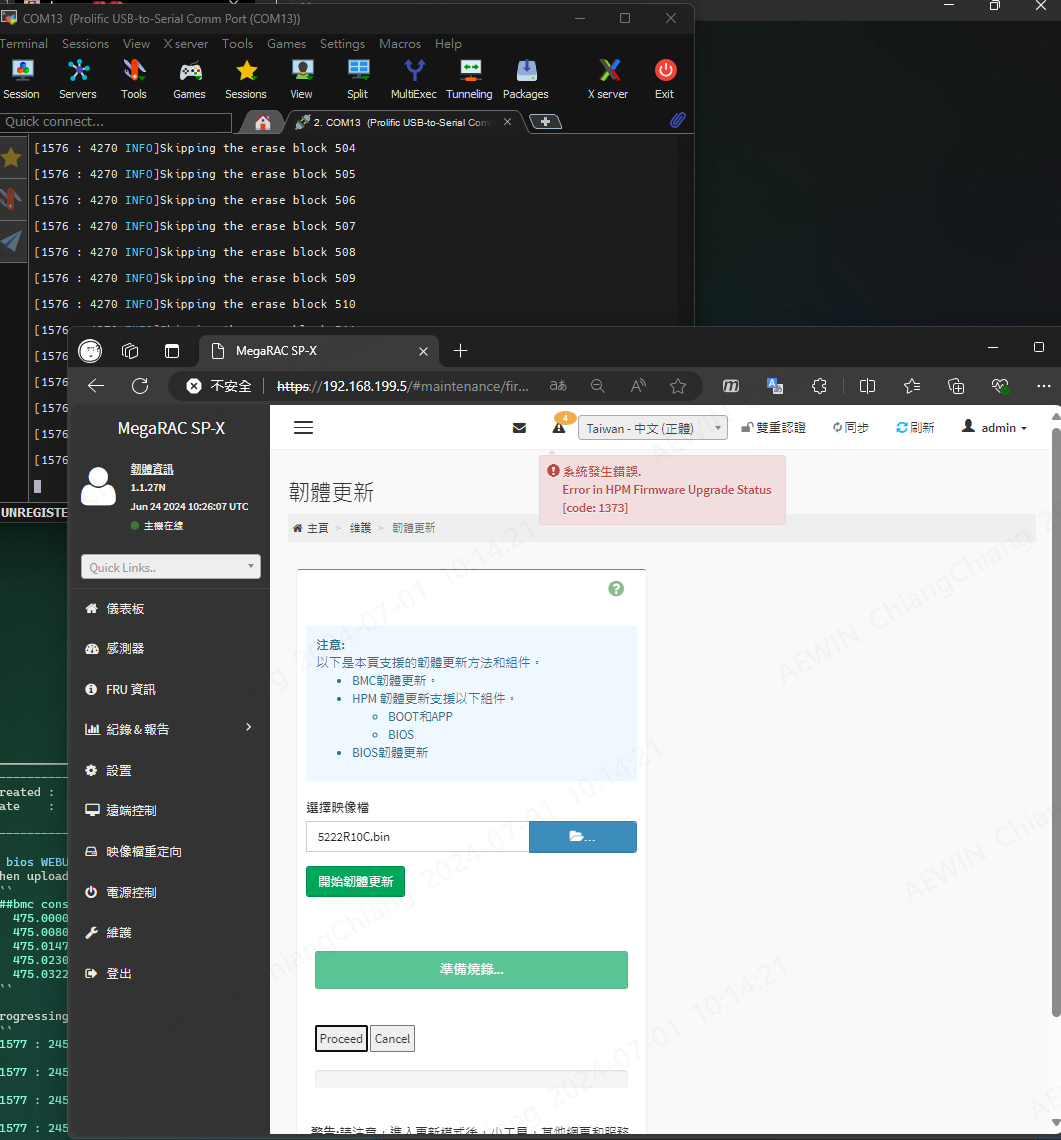 COM13 (Prolific USB-to-Serial Comm Port (COM13))
Terminal Sessions View X server Tools Games Settings Macros Help
Session Servers Tools Games Sessions View Split MultiExec Tunneling Packages X server Exit
Quick connect...
2. COM13 (Prolific USB-to-Serial Com
[1576 : 4270 INFO]Skipping the erase block 504
[1576 : 4270 INFO]Skipping the erase block 505
[1576 : 4270 INFO]Skipping the erase block 506
[1576 : 4270 INFO]Skipping the erase block 507
[1576 : 4270 INFO]Skipping the erase block 508
[1576 : 4270 INFO]Skipping the erase block 509
[1576 : 4270 INFO]Skipping the erase block 510
[1576
[1576
[1576
[1576
[1576
[1576
UNREGISTE
reated :
ate :
bios WEBU
hen upload
``
##bmc cons
475.0000
475.0080
475.0147
475.0230
475.0322
``
rogressing
``
1577 : 245
1577 : 245
1577 : 245
1577 : 245
MegaRAC SP-X
不安全 https://192.168.199.5/#maintenance/fir...
MegaRAC SP-X
韌體資訊
1.1.27N
Jun 24 2024 10:26:07 UTC
主機在線
Quick Links..
儀表板
感測器
FRU 資訊
紀錄 & 報告
設置
遠端控制
映像檔重定向
電源控制
維護
登出
4
Taiwan - 中文 (正體)
雙重認證
同步
刷新
admin
系統發生錯誤.
Error in HPM Firmware Upgrade Status
[code: 1373]
韌體更新
主頁 > 維護 > 韌體更新
?
注意:
以下是本頁支援的韌體更新方法和組件。
• BMC韌體更新。
• HPM 韌體更新支援以下組件。
◦ BOOT和APP
◦ BIOS
• BIOS韌體更新
選擇映像檔
5222R10C.bin
...
開始韌體更新
準備燒錄...
Proceed
Cancel
警告:請注意，進入更新模式後，小工具，其他網頁和服務
AEWIN ChiangChiang 2024-07-01 10:14:21